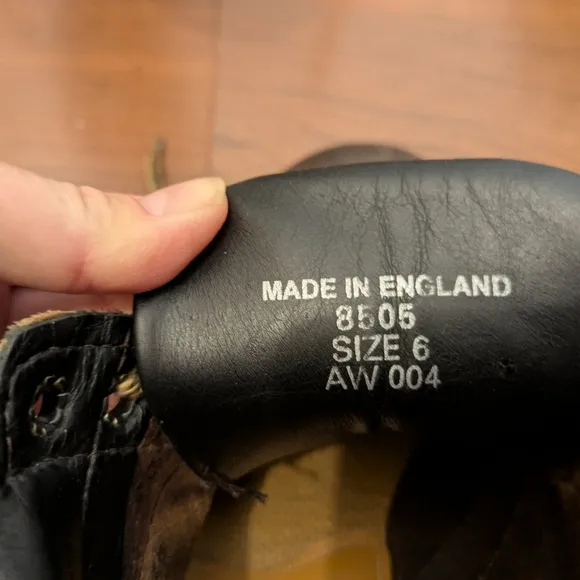 MADE IN ENGLAND
8505
SIZE 6
AW 004